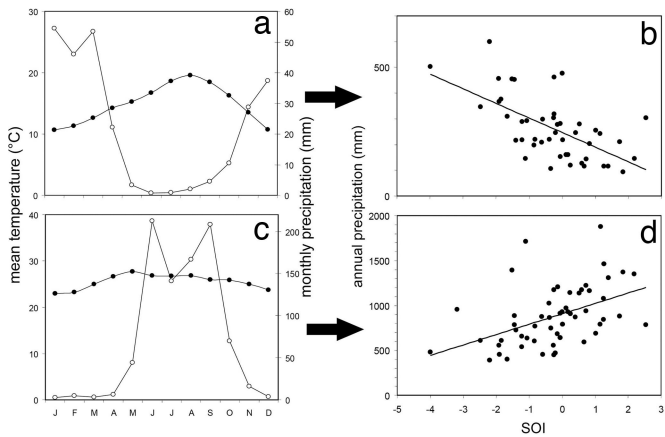 a
30
20
10
0
60
50
40
30
20
10
0
b
500
0
mean temperature (°C)
monthly precipitation (mm)
annual precipitation (mm)
c
40
30
20
10
0
200
150
100
50
0
J F M A M J J A S O N D
d
2000
1500
1000
500
0
-5 -4 -3 -2 -1 0 1 2 3
SOI